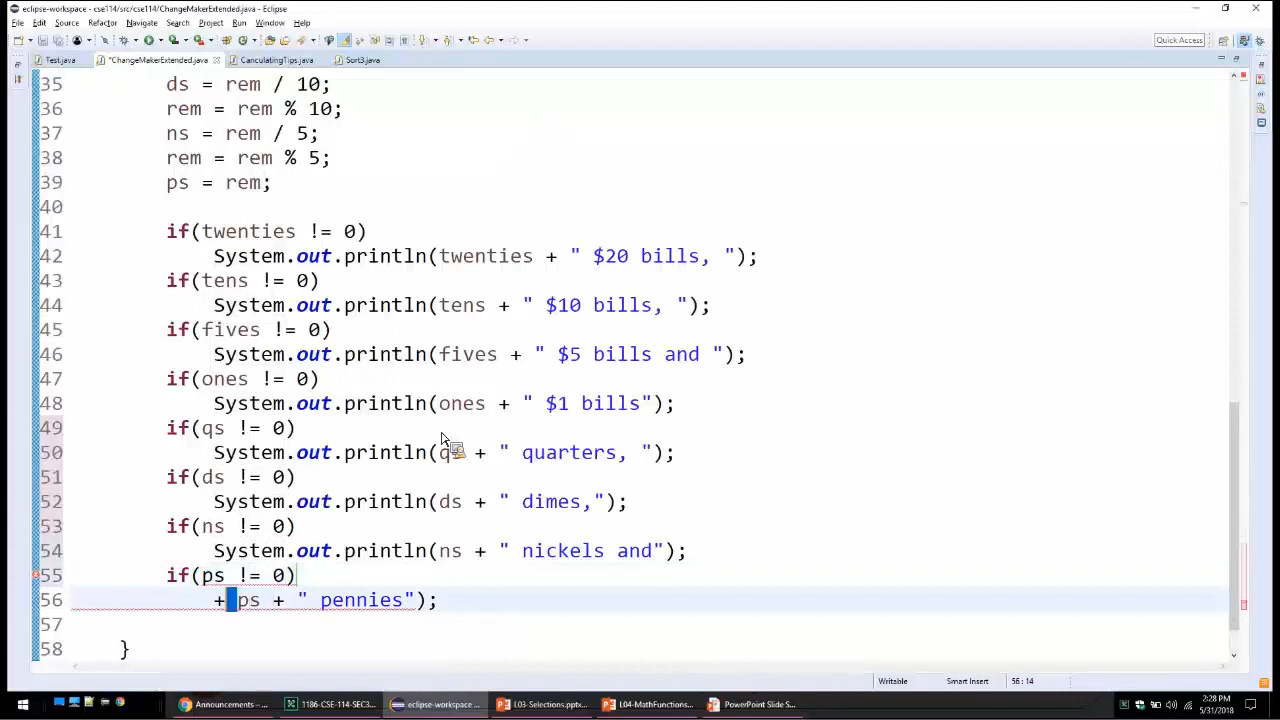 eclipse-workspace - cse114/src/cse114/ChangeMakerExtended.java - Eclipse
File Edit Source Refactor Navigate Search Project Run Window Help
Quick Access
Test.java *ChangeMakerExtended.java CanculatingTips.java Sort3.java
35 ds = rem / 10;
36 rem = rem % 10;
37 ns = rem / 5;
38 rem = rem % 5;
39 ps = rem;
40
41 if(twenties != 0)
42 System.out.println(twenties + " $20 bills, ");
43 if(tens != 0)
44 System.out.println(tens + " $10 bills, ");
45 if(fives != 0)
46 System.out.println(fives + " $5 bills and ");
47 if(ones != 0)
48 System.out.println(ones + " $1 bills");
49 if(qs != 0)
50 System.out.println(qs + " quarters, ");
51 if(ds != 0)
52 System.out.println(ds + " dimes,");
53 if(ns != 0)
54 System.out.println(ns + " nickels and");
55 if(ps != 0)
56 + ps + " pennies");
57
58 }
Writable Smart Insert 56 : 14
Announcements – ... 1186-CSE-114-SEC3... eclipse-workspace ... L03-Selections.pptx... L04-MathFunctions... PowerPoint Slide S... 2:28 PM
5/31/2018